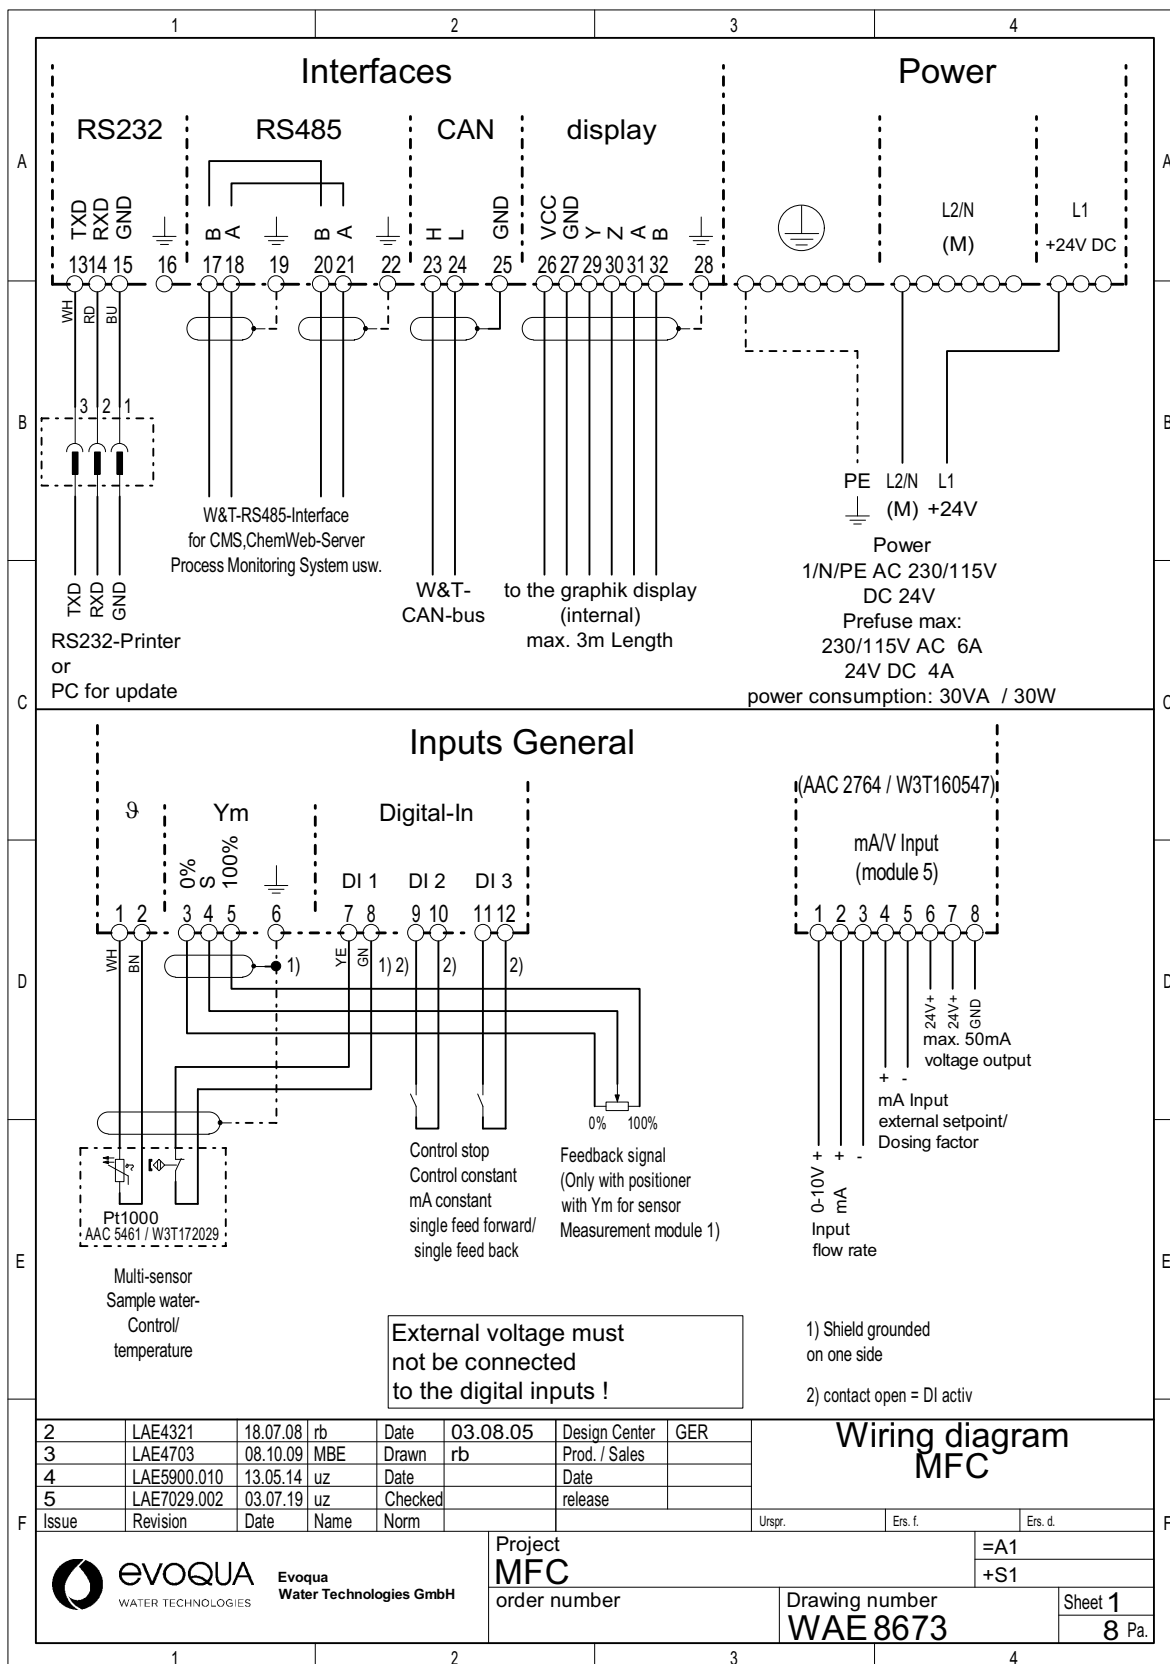 1 2 3 4
Interfaces Power
RS232 RS485 CAN display
A A
TXD RXD GND B A B A H L GND VCC GND Y Z A B
L2/N L1
(M) +24V DC
13 14 15 16 17 18 19 20 21 22 23 24 25 26 27 29 30 31 32 28
WH RD BU
3 2 1
B B
PE L2/N L1
(M) +24V
W&T-RS485-Interface
for CMS,ChemWeb-Server
Process Monitoring System usw.
Power
1/N/PE AC 230/115V
DC 24V
Prefuse max:
230/115V AC 6A
24V DC 4A
power consumption: 30VA / 30W
W&T-
CAN-bus
to the graphik display
(internal)
max. 3m Length
TXD RXD GND
RS232-Printer
or
PC for update
C C
Inputs General
ϑ Ym Digital-In
0% S 100%
DI 1 DI 2 DI 3
1 2 3 4 5 6 7 8 9 10 11 12
WH BN 1) YE GN 1) 2) 2) 2)
(AAC 2764 / W3T160547)
mA/V Input
(module 5)
1 2 3 4 5 6 7 8
24V+ 24V+ GND
max. 50mA
voltage output
+ -
mA Input
external setpoint/
Dosing factor
0-10V + mA + -
Input
flow rate
D D
0% 100%
Control stop
Control constant
mA constant
single feed forward/
single feed back
Feedback signal
(Only with positioner
with Ym for sensor
Measurement module 1)
ϑ
Pt1000
AAC 5461 / W3T172029
E E
Multi-sensor
Sample water-
Control/
temperature
External voltage must
not be connected
to the digital inputs !
1) Shield grounded
on one side
2) contact open = DI activ
2 LAE4321 18.07.08 rb Date 03.08.05 Design Center GER
3 LAE4703 08.10.09 MBE Drawn rb Prod. / Sales
4 LAE5900.010 13.05.14 uz Date Date
5 LAE7029.002 03.07.19 uz Checked release
Issue Revision Date Name Norm
Wiring diagram
MFC
Urspr. Ers. f. Ers. d.
F F
evoQUA
WATER TECHNOLOGIES
Evoqua
Water Technologies GmbH
Project
MFC
order number
=A1
+S1
Drawing number
WAE 8673
Sheet 1
8 Pa.
1 2 3 4